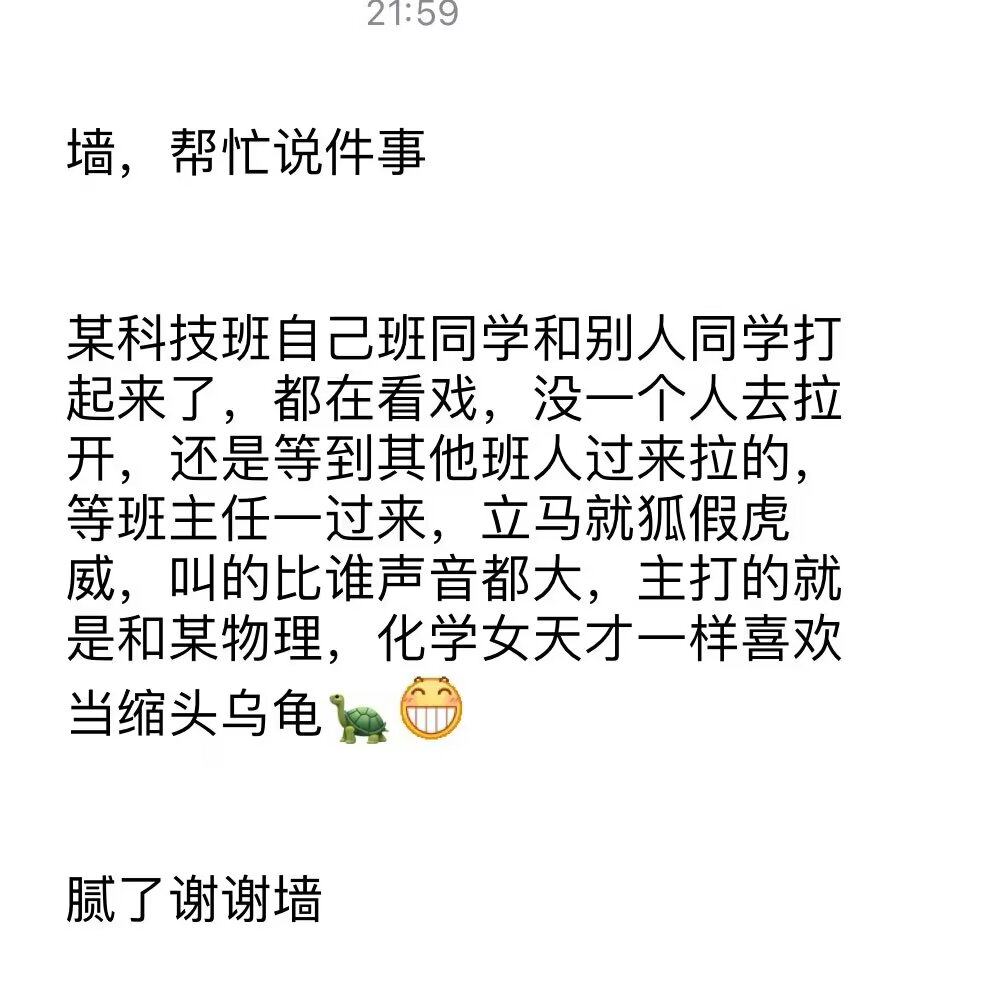 21:59
墙，帮忙说件事
某科技班自己班同学和别人同学打
起来了，都在看戏，没一个人去拉
开，还是等到其他班人过来拉的，
等班主任一过来，立马就狐假虎
威，叫的比谁声音都大，主打的就
是和某物理，化学女天才一样喜欢
当缩头乌龟🐢😁
腻了谢谢墙